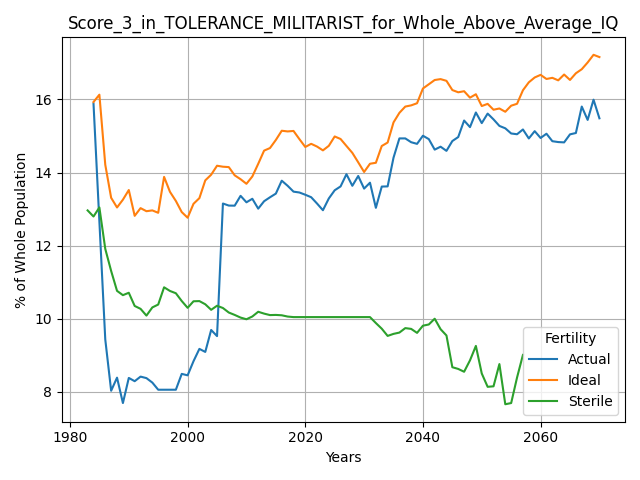 Score_3_in_TOLERANCE_MILITARIST_for_Whole_Above_Average_IQ
% of Whole Population
16
14
12
10
8
1980
2000
2020
2040
2060
Years
Fertility
Actual
Ideal
Sterile